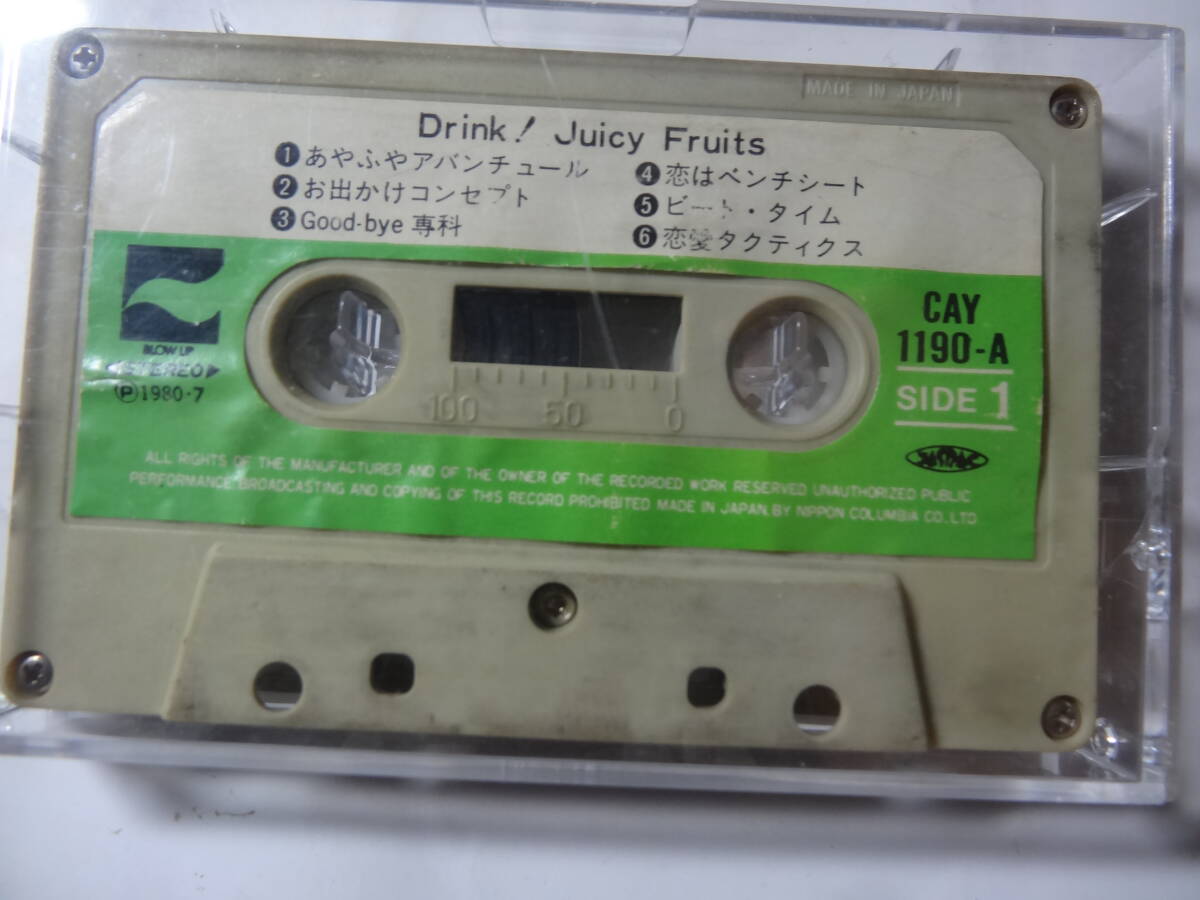 MADE IN JAPAN
Drink! Juicy Fruits
❶あやふやアバンチュール
❷お出かけコンセプト
❸Good-bye 専科
❹恋はベンチシート
❺ビート・タイム
❻恋愛タクティクス
BLOW UP
◀STEREO▶
Ⓟ1980・7
CAY
1190-A
SIDE 1
100 50 0
JASRAC
ALL RIGHTS OF THE MANUFACTURER AND OF THE OWNER OF THE RECORDED WORK RESERVED UNAUTHORIZED PUBLIC
PERFORMANCE BROADCASTING AND COPYING OF THIS RECORD PROHIBITED MADE IN JAPAN. BY NIPPON COLUMBIA CO., LTD